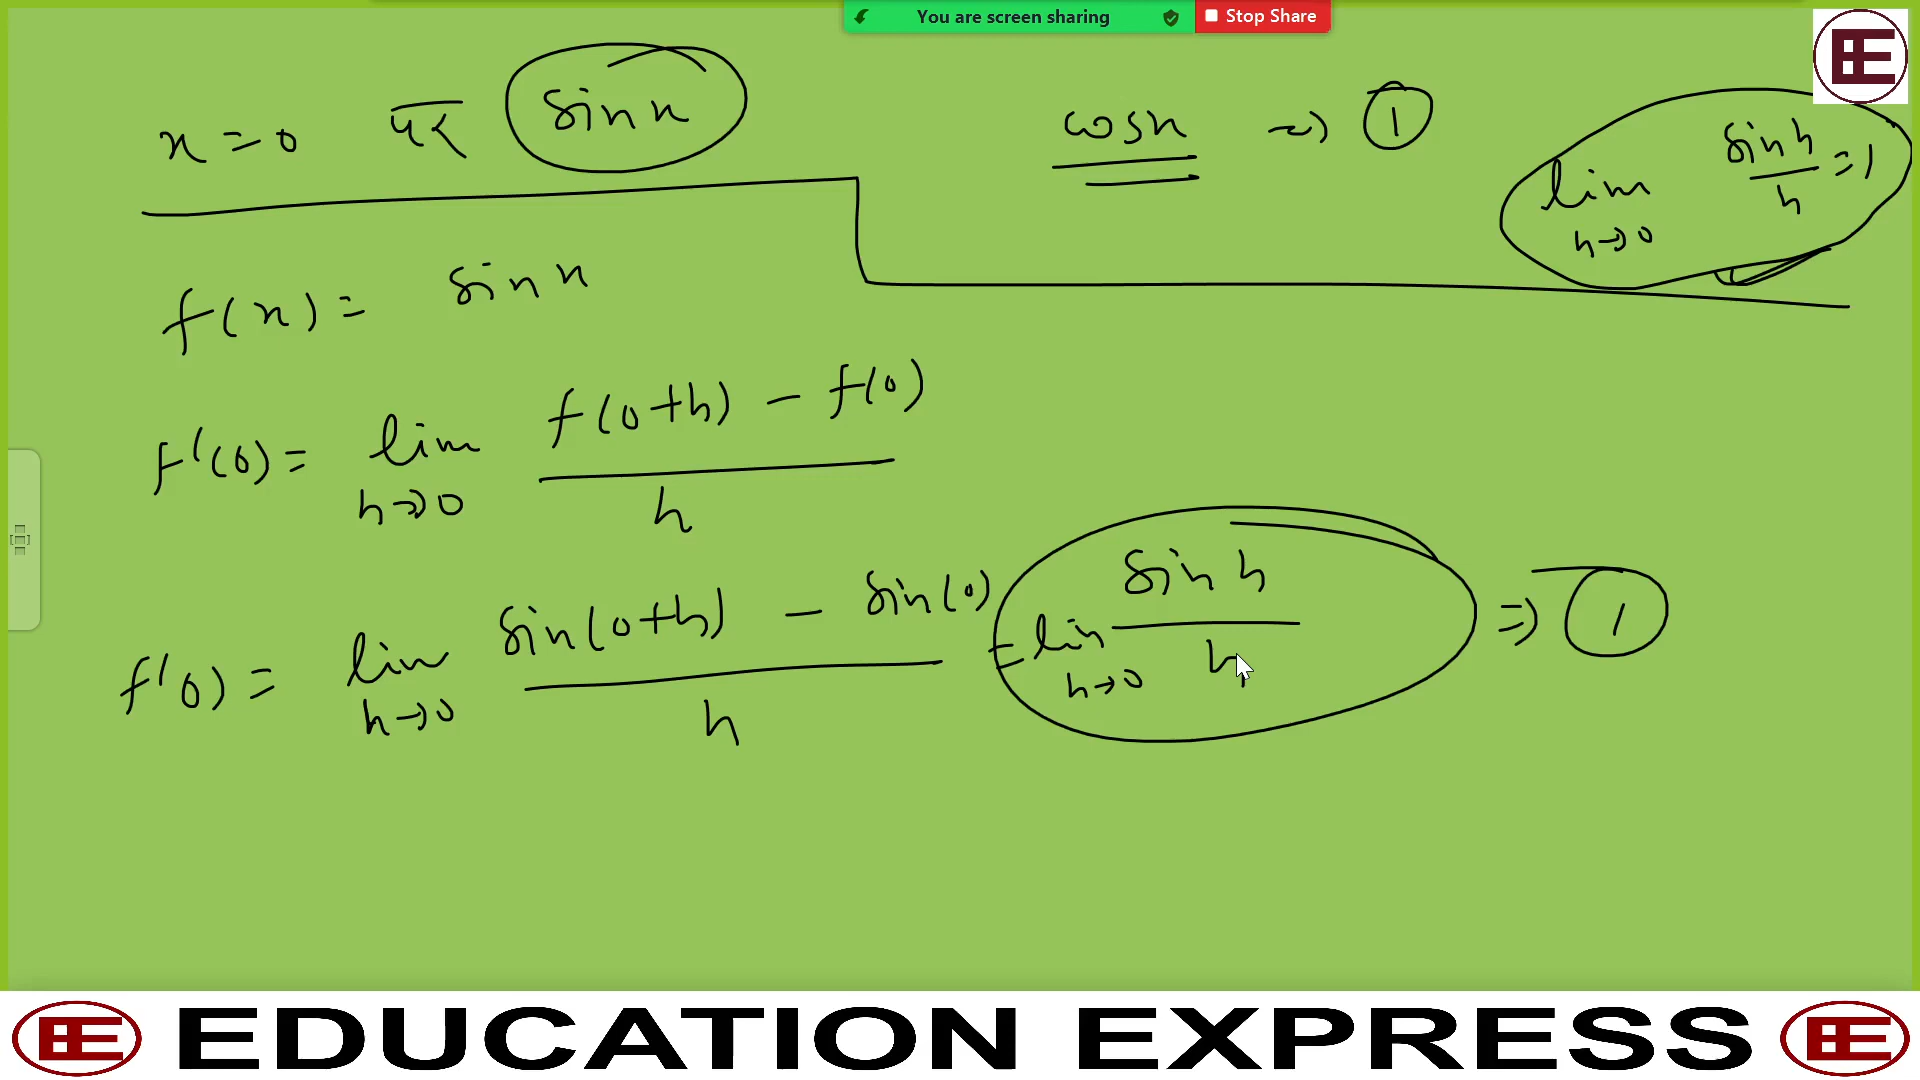 You are screen sharing Stop Share
x = 0 पर sin x
cos x => 1
lim h→0 sin h / h = 1
f(x) = sin x
f'(0) = lim h→0 f(0+h) - f(0) / h
f'0) = lim h→0 sin(0+h) - sin(0) / h = lim h→0 sin h / h => 1
EDUCATION EXPRESS